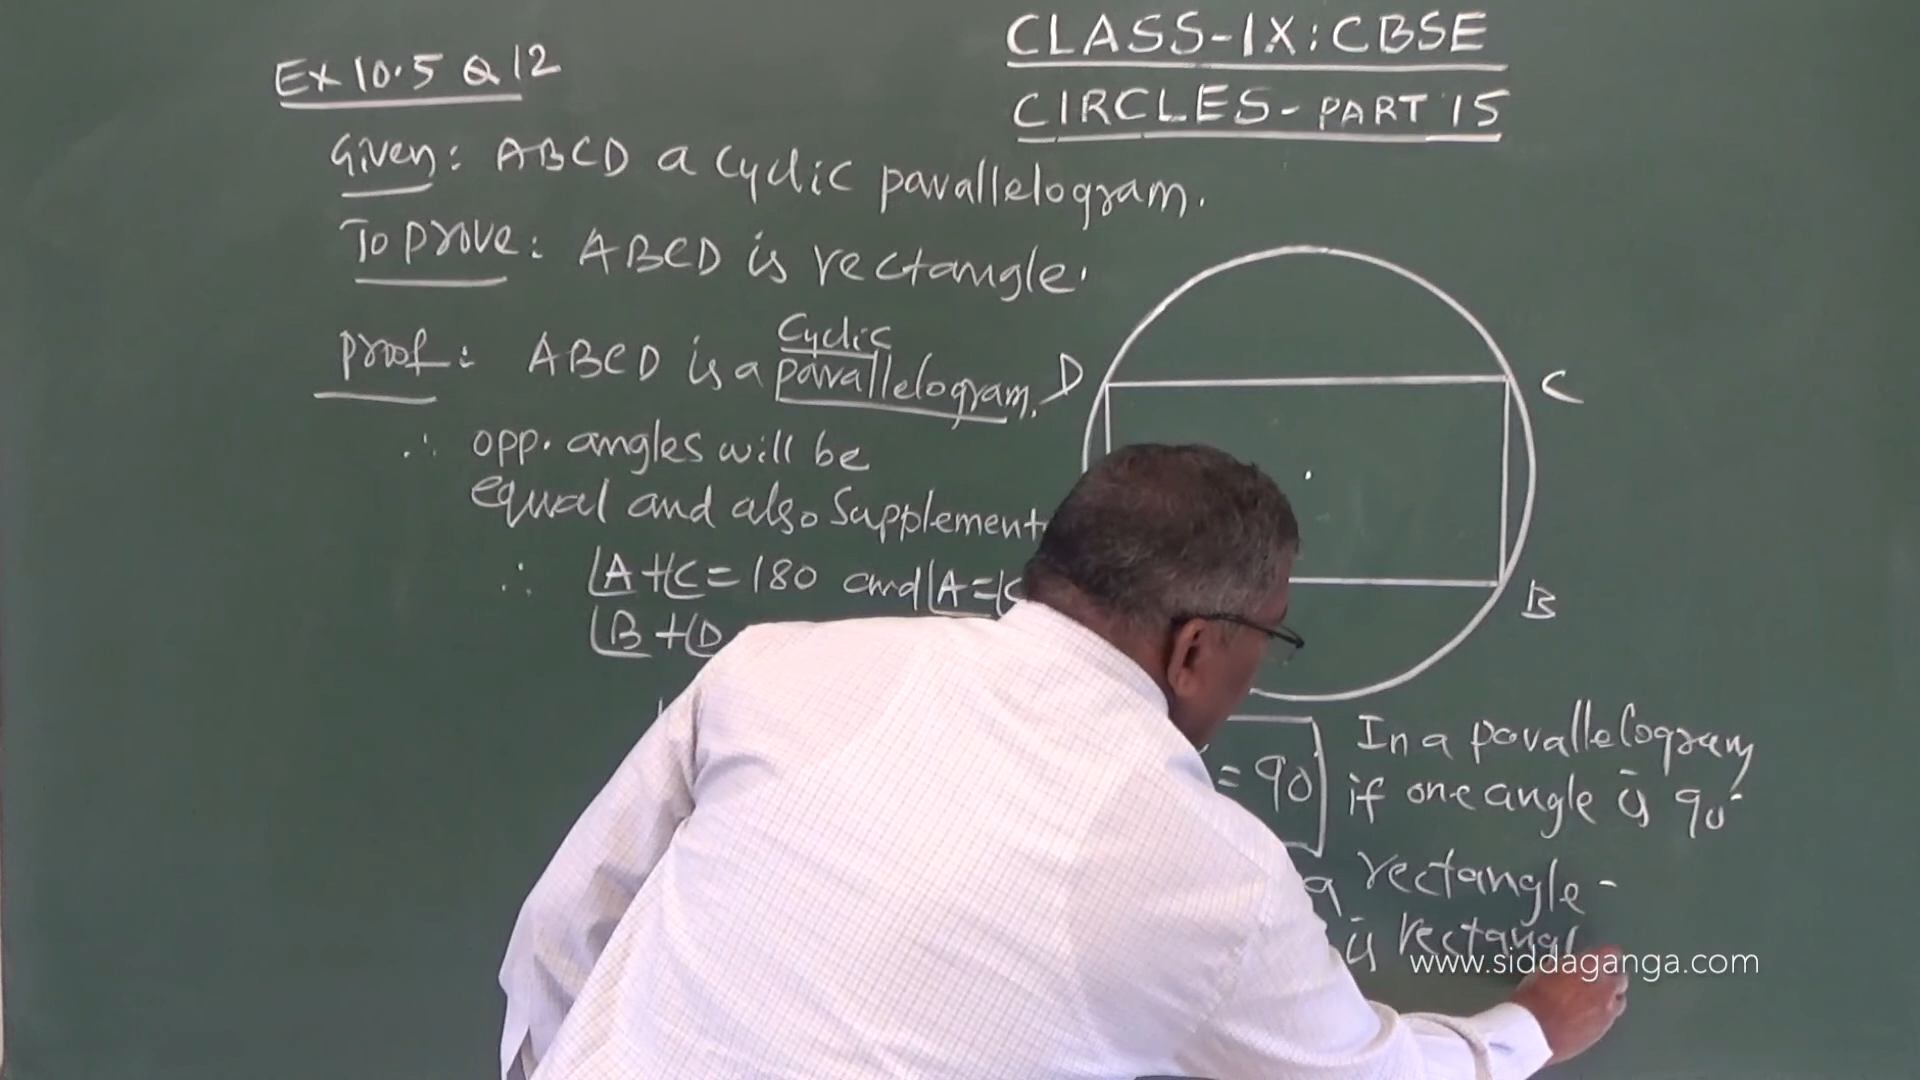 CLASS-IX: CBSE
CIRCLES- PART 15
Ex 10.5 Q 12
Given: ABCD a cyclic parallelogram.
To prove: ABCD is rectangle.
Proof: ABCD is a cyclic parallelogram.
∴ opp. angles will be
equal and also
∴ ∠A+∠C=180 and ∠A=∠C
∠B+∠D
D
C
B
= 90
In a parallelogram
if one angle is 90°
a rectangle-
is
www.siddaganga.com